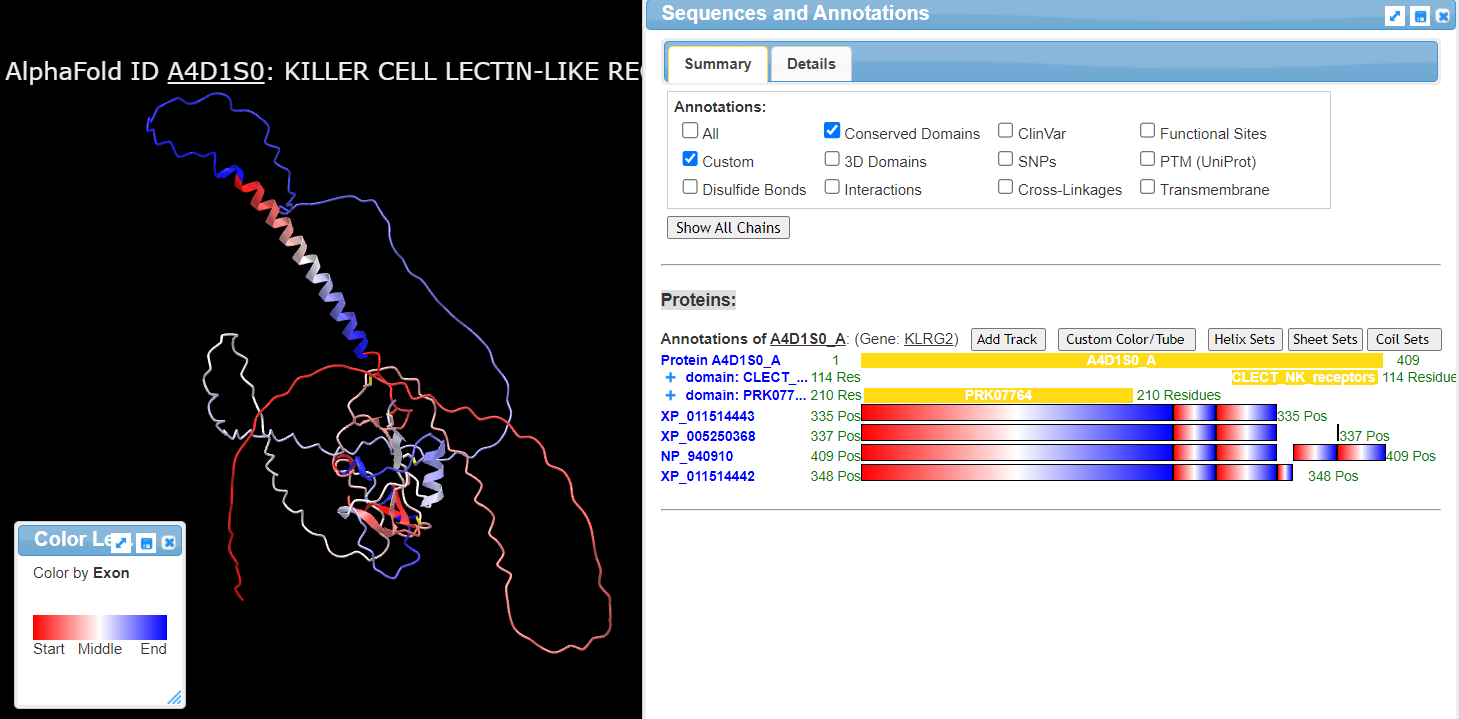 AlphaFold ID A4D1S0: KILLER CELL LECTIN-LIKE RE
Color Le
Color by Exon
Start Middle End
Sequences and Annotations
Summary Details
Annotations:
All Conserved Domains ClinVar Functional Sites
Custom 3D Domains SNPs PTM (UniProt)
Disulfide Bonds Interactions Cross-Linkages Transmembrane
Show All Chains
Proteins:
Annotations of A4D1S0_A: (Gene: KLRG2) Add Track Custom Color/Tube Helix Sets Sheet Sets Coil Sets
Protein A4D1S0_A 1 A4D1S0_A 409
+ domain: CLECT_... 114 Res CLECT_NK_receptors 114 Residue
+ domain: PRK077... 210 Res PRK07764 210 Residues
XP_011514443 335 Pos 335 Pos
XP_005250368 337 Pos 337 Pos
NP_940910 409 Pos 409 Pos
XP_011514442 348 Pos 348 Pos